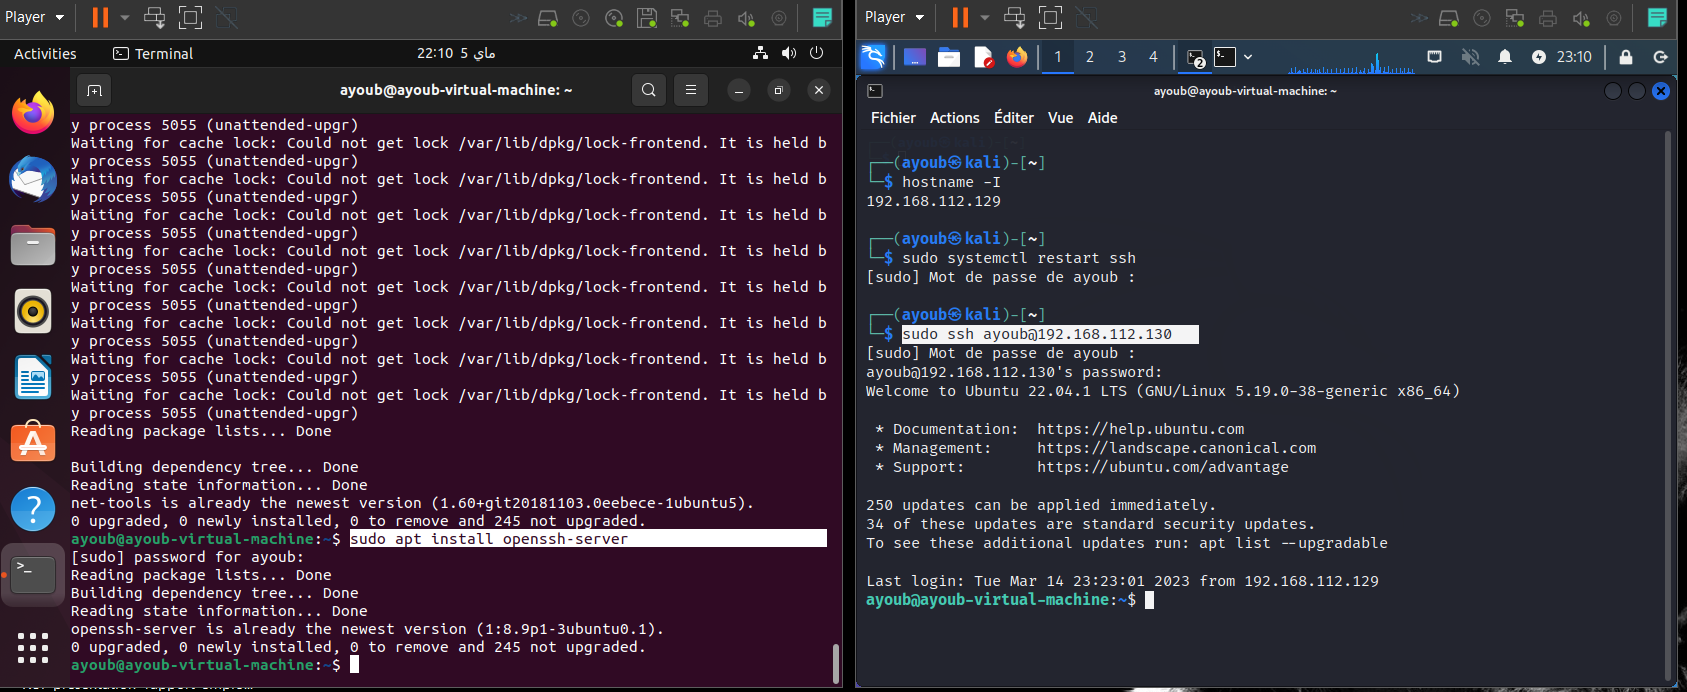 Player
Activities
Terminal
22:10 5 ماي
ayoub@ayoub-virtual-machine: ~
y process 5055 (unattended-upgr)
Waiting for cache lock: Could not get lock /var/lib/dpkg/lock-frontend. It is held b
y process 5055 (unattended-upgr)
Waiting for cache lock: Could not get lock /var/lib/dpkg/lock-frontend. It is held b
y process 5055 (unattended-upgr)
Waiting for cache lock: Could not get lock /var/lib/dpkg/lock-frontend. It is held b
y process 5055 (unattended-upgr)
Waiting for cache lock: Could not get lock /var/lib/dpkg/lock-frontend. It is held b
y process 5055 (unattended-upgr)
Waiting for cache lock: Could not get lock /var/lib/dpkg/lock-frontend. It is held b
y process 5055 (unattended-upgr)
Waiting for cache lock: Could not get lock /var/lib/dpkg/lock-frontend. It is held b
y process 5055 (unattended-upgr)
Waiting for cache lock: Could not get lock /var/lib/dpkg/lock-frontend. It is held b
y process 5055 (unattended-upgr)
Waiting for cache lock: Could not get lock /var/lib/dpkg/lock-frontend. It is held b
y process 5055 (unattended-upgr)
Reading package lists... Done
Building dependency tree... Done
Reading state information... Done
net-tools is already the newest version (1.60+git20181103.0eebece-1ubuntu5).
0 upgraded, 0 newly installed, 0 to remove and 245 not upgraded.
ayoub@ayoub-virtual-machine:~$ sudo apt install openssh-server
[sudo] password for ayoub:
Reading package lists... Done
Building dependency tree... Done
Reading state information... Done
openssh-server is already the newest version (1:8.9p1-3ubuntu0.1).
0 upgraded, 0 newly installed, 0 to remove and 245 not upgraded.
ayoub@ayoub-virtual-machine:~$
Player
1 2 3 4 2 23:10
ayoub@ayoub-virtual-machine: ~
Fichier Actions Éditer Vue Aide
┌──(ayoub㉿kali)-[~]
└─$ hostname -I
192.168.112.129
┌──(ayoub㉿kali)-[~]
└─$ sudo systemctl restart ssh
[sudo] Mot de passe de ayoub :
┌──(ayoub㉿kali)-[~]
└─$ sudo ssh ayoub@192.168.112.130
[sudo] Mot de passe de ayoub :
ayoub@192.168.112.130's password:
Welcome to Ubuntu 22.04.1 LTS (GNU/Linux 5.19.0-38-generic x86_64)
* Documentation: https://help.ubuntu.com
* Management: https://landscape.canonical.com
* Support: https://ubuntu.com/advantage
250 updates can be applied immediately.
34 of these updates are standard security updates.
To see these additional updates run: apt list --upgradable
Last login: Tue Mar 14 23:23:01 2023 from 192.168.112.129
ayoub@ayoub-virtual-machine:~$